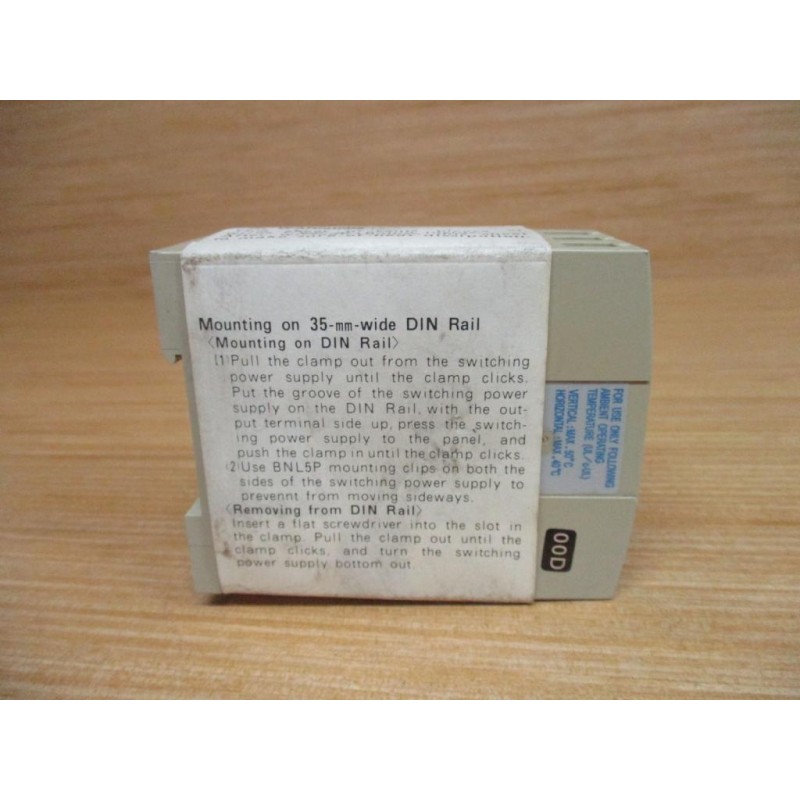 Mounting on 35-mm-wide DIN Rail
〈Mounting on DIN Rail〉
(1)Pull the clamp out from the switching
power supply until the clamp clicks.
Put the groove of the switching power
supply on the DIN Rail, with the out-
put terminal side up, press the switch-
ing power supply to the panel, and
push the clamp in until the clamp clicks.
(2)Use BNL5P mounting clips on both the
sides of the switching power supply to
prevennt from moving sideways.
〈Removing from DIN Rail〉
Insert a flat screwdriver into the slot in
the clamp. Pull the clamp out until the
clamp clicks, and turn the switching
power supply bottom out.
FOR USE ONLY FOLLOWING
AMBIENT OPERATING
TEMPERATURE (UL/cUL)
VERTICAL :MAX. 50°C
HORIZONTAL :MAX. 40°C
00D